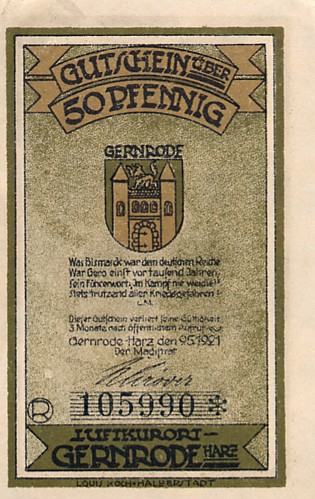 GUTSCHEIN ÜBER
50 PFENNIG
GERNRODE
Was Bismarck war dem deutschen Reiche
War Gero einst vor tausend Jahren,
Sein Führerwort: „Im Kampf nie weiche"
Stets trutzend allen Kriegsgefahren!
L.M.
Dieser Gutschein verliert seine Gültigkeit
3 Monate nach öffentlichem Aufruf
Gernrode Harz den 9.5.1921
Der Magistrat
R 105990
LUFTKURORT-
GERNRODE HARZ
LOUIS KOCH · HALBERSTADT